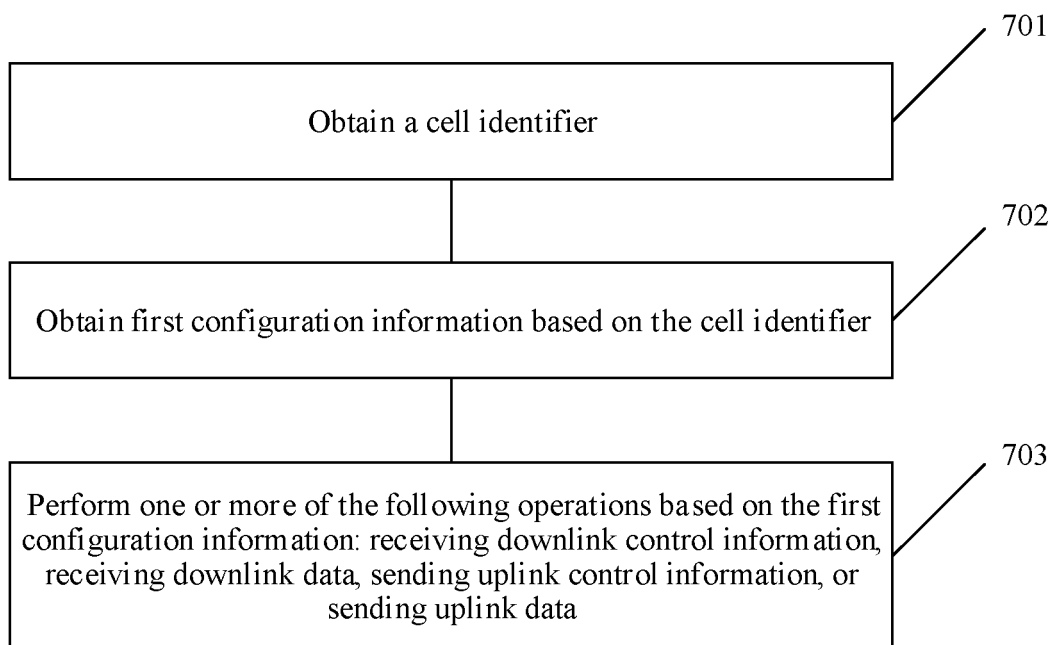 701
Obtain a cell identifier
702
Obtain first configuration information based on the cell identifier
703
Perform one or more of the following operations based on the first
configuration information: receiving downlink control information,
receiving downlink data, sending uplink control information, or
sending uplink data